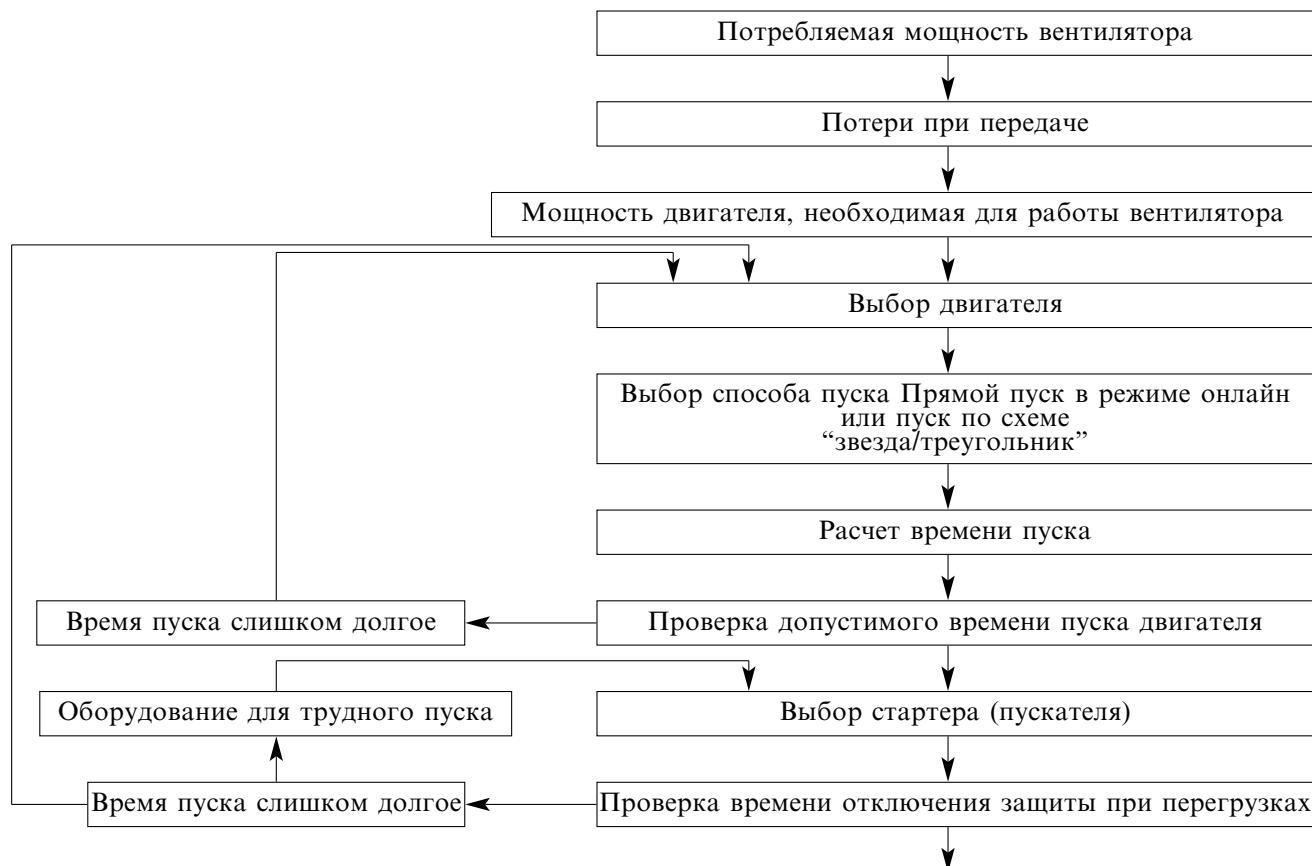 Потребляемая мощность вентилятора
Потери при передаче
Мощность двигателя, необходимая для работы вентилятора
Выбор двигателя
Выбор способа пуска Прямой пуск в режиме онлайн
или пуск по схеме
“звезда/треугольник”
Расчет времени пуска
Время пуска слишком долгое
Проверка допустимого времени пуска двигателя
Оборудование для трудного пуска
Выбор стартера (пускателя)
Время пуска слишком долгое
Проверка времени отключения защиты при перегрузках